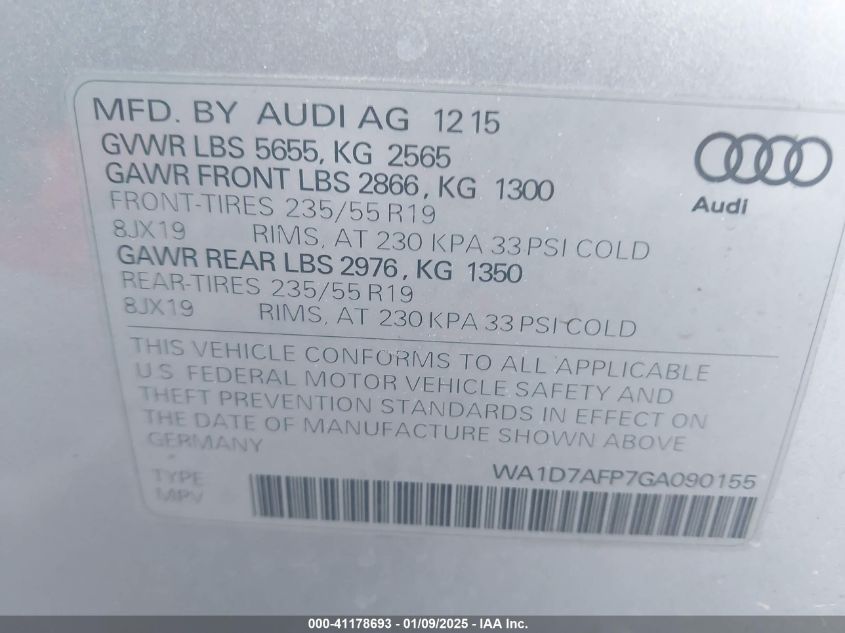 MFD. BY AUDI AG 12 15
GVWR LBS 5655, KG 2565
GAWR FRONT LBS 2866, KG 1300
FRONT-TIRES 235/55 R19
8JX19 RIMS, AT 230 KPA 33 PSI COLD
GAWR REAR LBS 2976, KG 1350
REAR-TIRES 235/55 R19
8JX19 RIMS, AT 230 KPA 33 PSI COLD
Audi
THIS VEHICLE CONFORMS TO ALL APPLICABLE
U.S. FEDERAL MOTOR VEHICLE SAFETY AND
THEFT PREVENTION STANDARDS IN EFFECT ON
THE DATE OF MANUFACTURE SHOWN ABOVE
GERMANY
WA1D7AFP7GA090155
TYPE
MPV
000-41178693 - 01/09/2025 - IAA Inc.